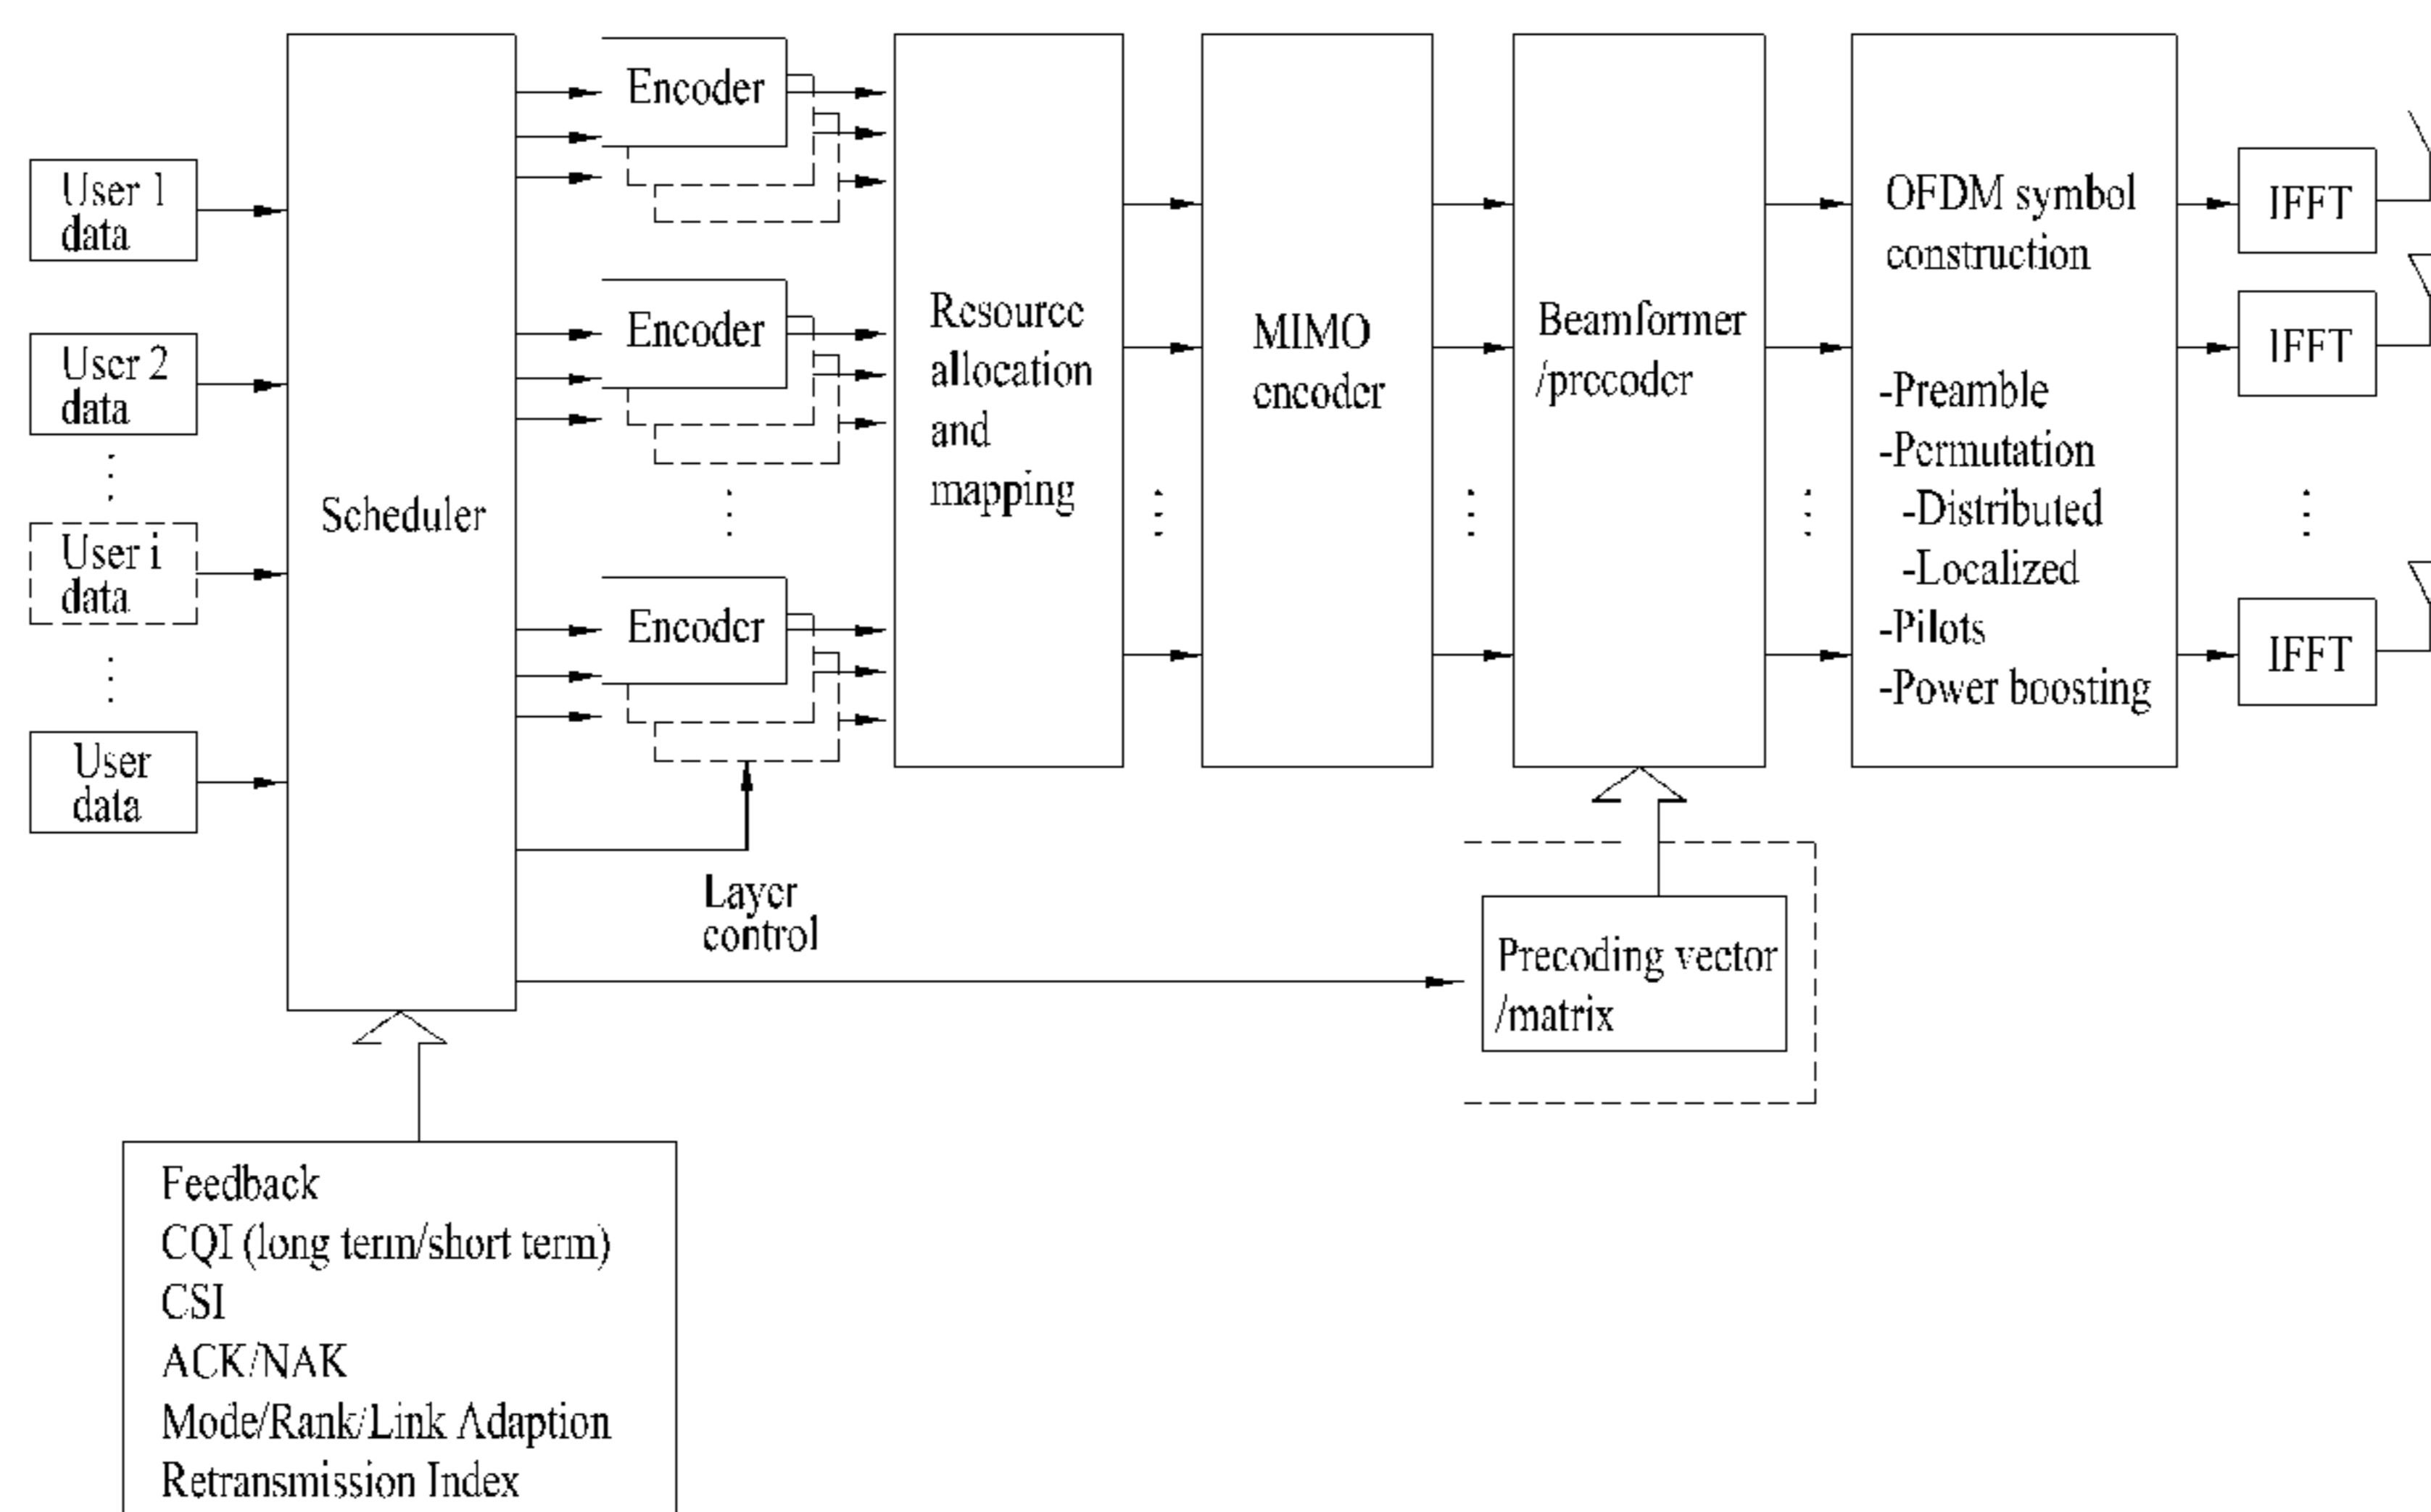 User 1
data
User 2
data
User i
data
User
data
Scheduler
Encoder
Encoder
Encoder
Layer
control
Resource
allocation
and
mapping
MIMO
encoder
Beamformer
/precoder
OFDM symbol
construction
-Preamble
-Permutation
-Distributed
-Localized
-Pilots
-Power boosting
IFFT
IFFT
IFFT
Precoding vector
/matrix
Feedback
CQI (long term/short term)
CSI
ACK/NAK
Mode/Rank/Link Adaption
Retransmission Index